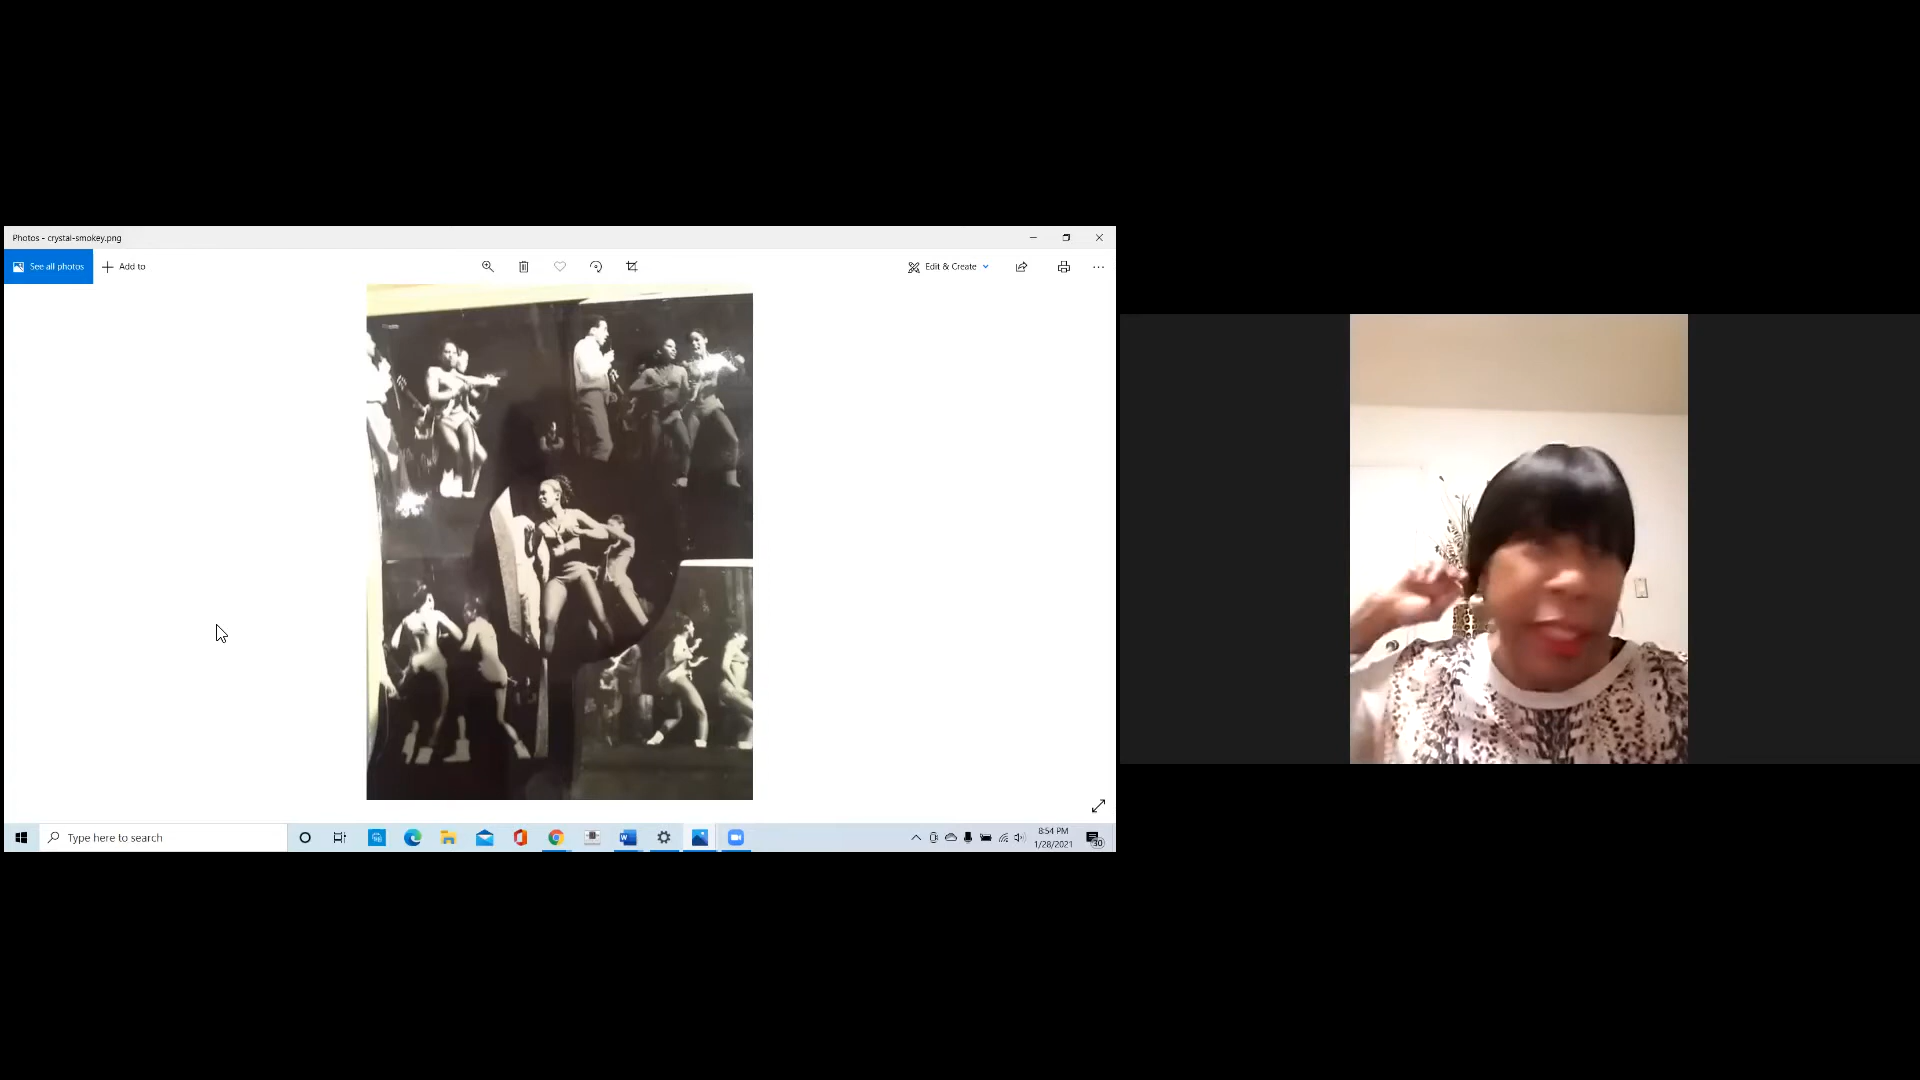 Photos - crystal-smokey.png
See all photos
Add to
Edit & Create
Type here to search
8:54 PM
1/28/2021
30